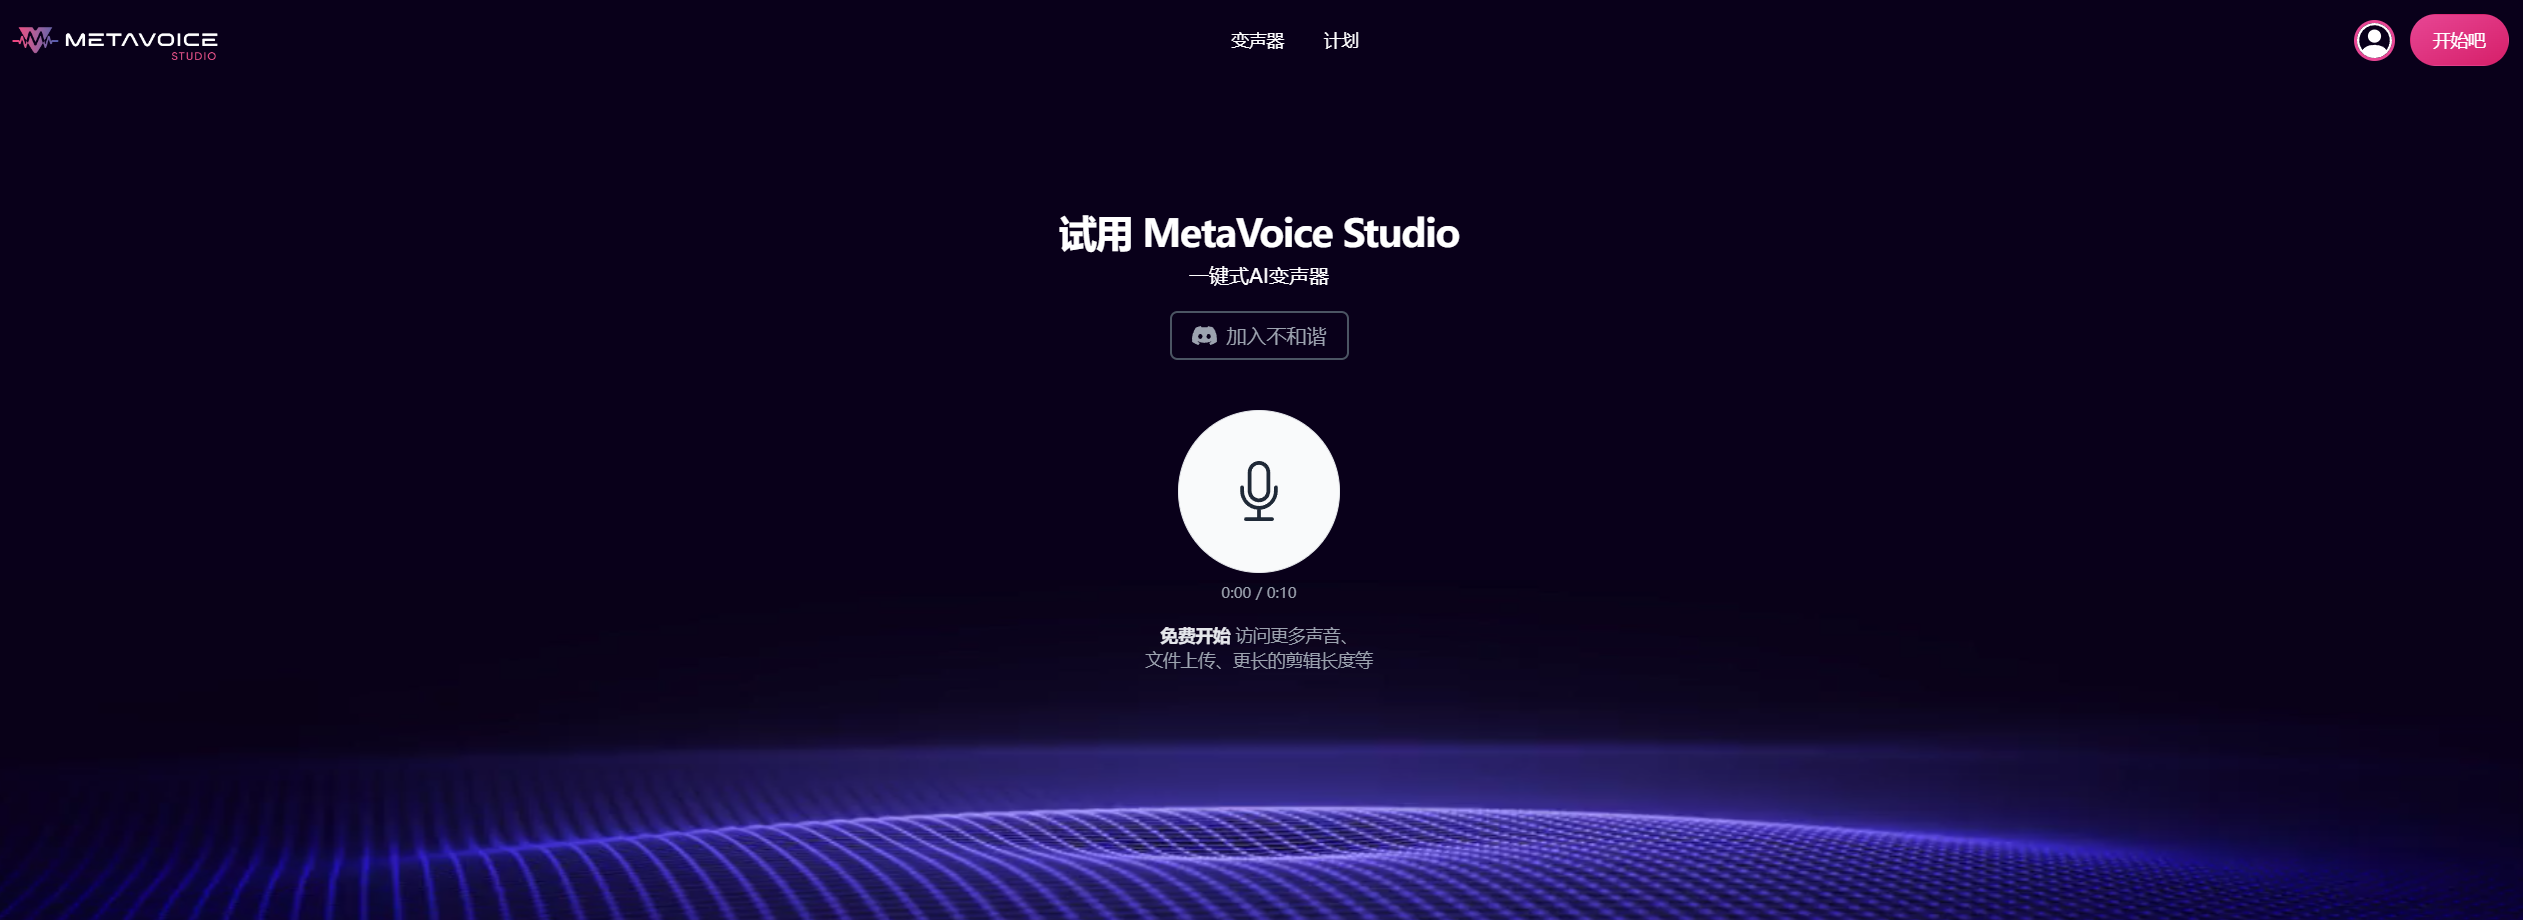 METAVOICE
STUDIO
变声器
计划
开始吧
试用 MetaVoice Studio
一键式AI变声器
加入不和谐
0:00 / 0:10
免费开始 访问更多声音、
文件上传、更长的剪辑长度等